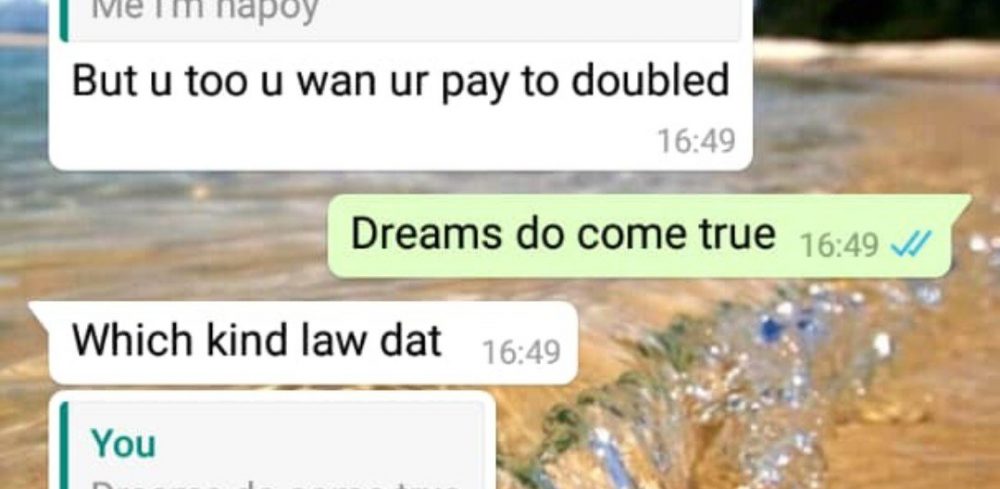 Me I'm hapoy
But u too u wan ur pay to doubled
16:49
Dreams do come true 16:49
Which kind law dat 16:49
You
Dreams do come true